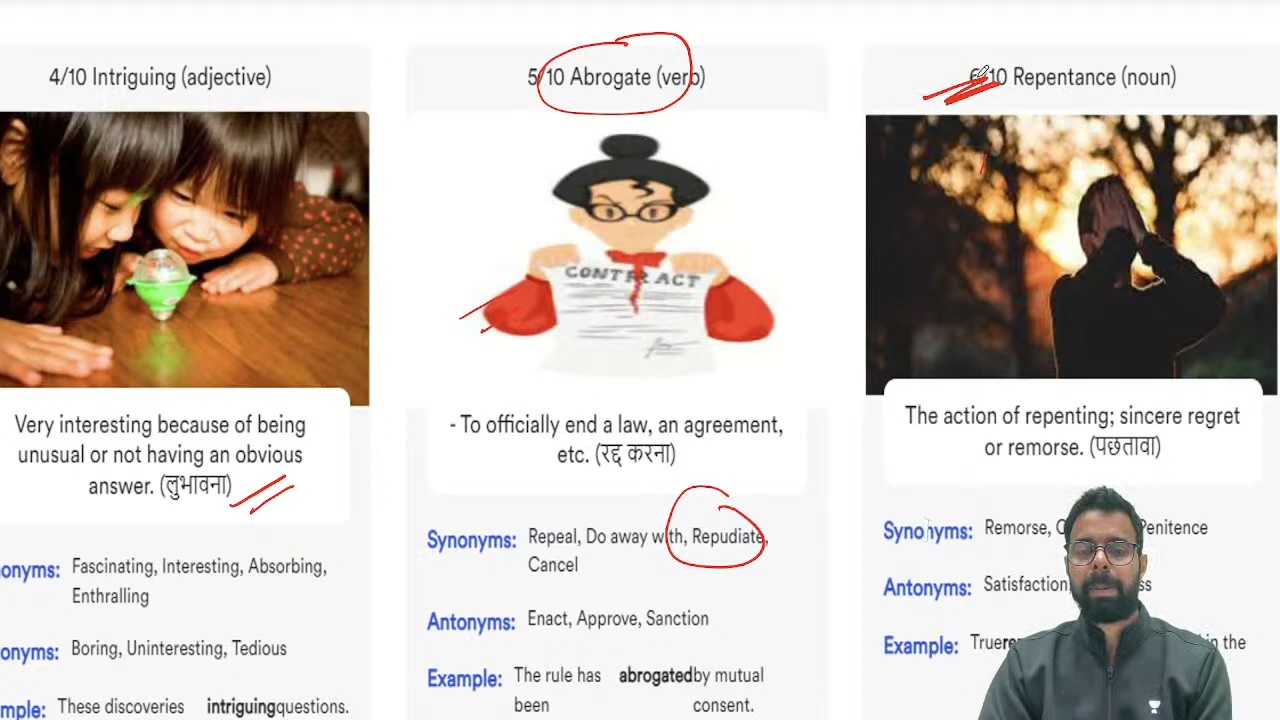 4/10 Intriguing (adjective)
Very interesting because of being
unusual or not having an obvious
answer. (लुभावना)
onyms: Fascinating, Interesting, Absorbing,
Enthralling
onyms: Boring, Uninteresting, Tedious
mple: These discoveries intriguing questions.
5/10 Abrogate (verb)
CONTRACT
- To officially end a law, an agreement,
etc. (रद्द करना)
Synonyms: Repeal, Do away with, Repudiate,
Cancel
Antonyms: Enact, Approve, Sanction
Example: The rule has abrogated by mutual
been consent.
6/10 Repentance (noun)
The action of repenting; sincere regret
or remorse. (पछतावा)
Synonyms: Remorse, Penitence
Antonyms: Satisfaction,
Example: True in the